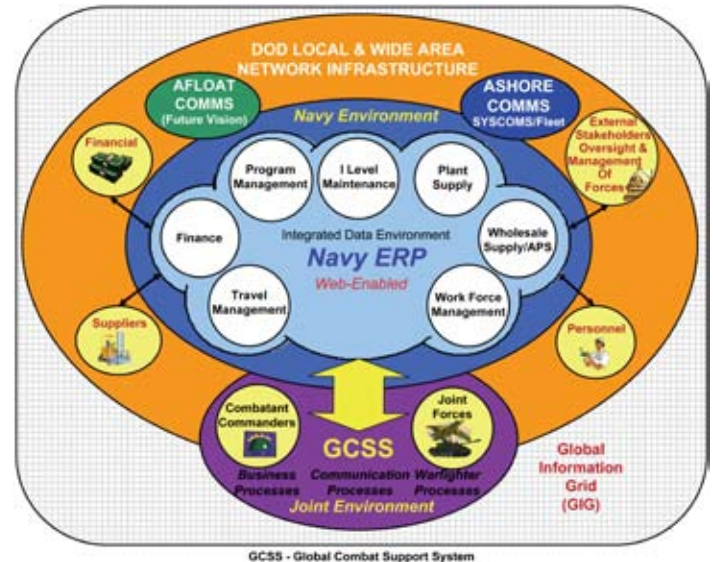 DOD LOCAL & WIDE AREA
NETWORK INFRASTRUCTURE
AFLOAT
COMMS
(Future Vision)
ASHORE
COMMS
SYSCOMS/Fleet
Navy Environment
Financial
External
Stakeholders
Oversight &
Management
Of
Forces
Program
Management
I Level
Maintenance
Plant
Supply
Finance
Integrated Data Environment
Navy ERP
Web-Enabled
Wholesale
Supply/APS
Travel
Management
Work Force
Management
Suppliers
Personnel
Combatant
Commanders
Joint
Forces
GCSS
Business
Processes
Communication
Processes
Warfighter
Processes
Joint Environment
Global
Information
Grid
(GIG)
GCSS - Global Combat Support System